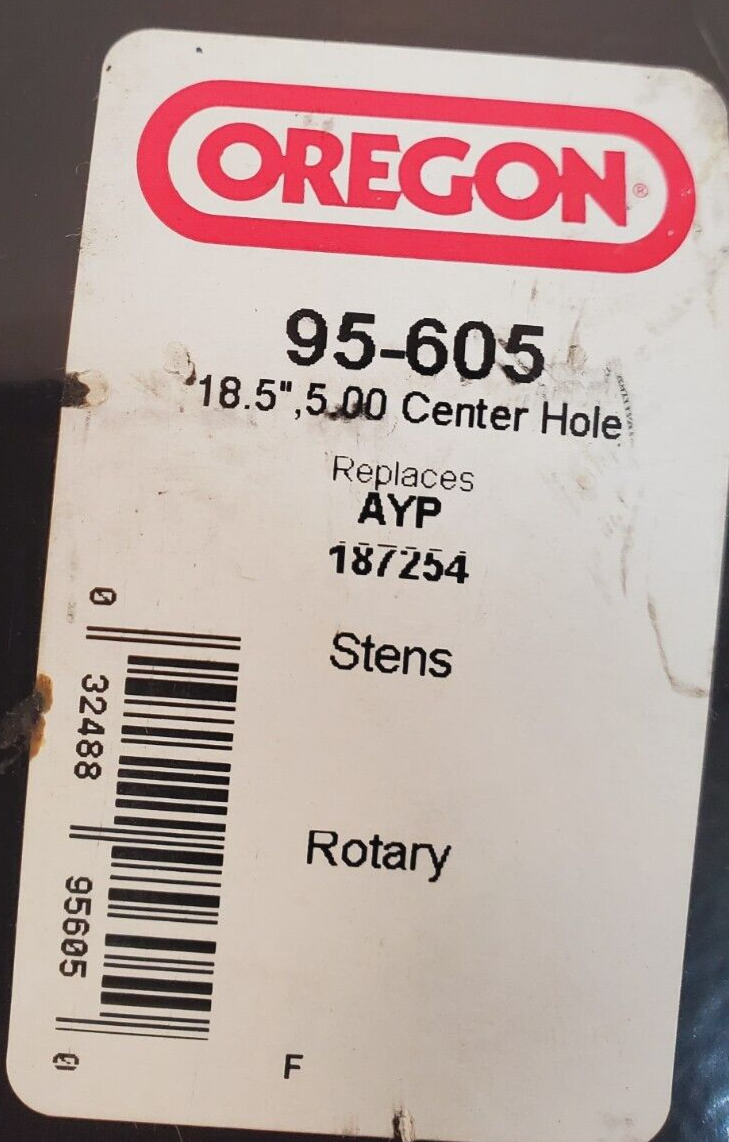 OREGON®
95-605
18.5",5.00 Center Hole
Replaces
AYP
187254
Stens
Rotary
0 32488 95605 0
F